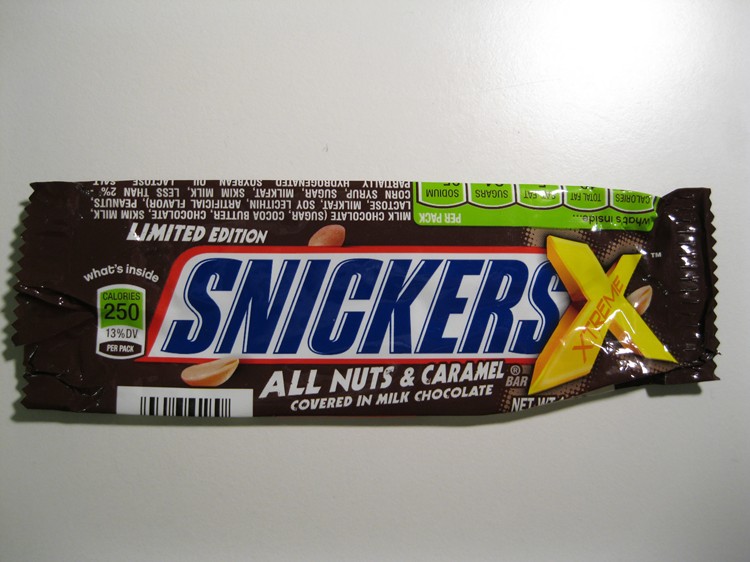 MILK CHOCOLATE (SUGAR, COCOA BUTTER, CHOCOLATE, SKIM MILK,
LACTOSE, MILKFAT, SOY LECITHIN, ARTIFICIAL FLAVOR), PEANUTS,
CORN SYRUP, SUGAR, MILKFAT, SKIM MILK, LESS THAN 2%
PARTIALLY HYDROGENATED SOYBEAN OIL LACTOSE SALT
what's inside...
PER PACK
CALORIES
TOTAL FAT
SAT FAT
SUGARS
SODIUM
LIMITED EDITION
what's inside
CALORIES
250
13%DV
PER PACK
SNICKERS
X
XTREME
™
ALL NUTS & CARAMEL
® BAR
COVERED IN MILK CHOCOLATE
NET WT